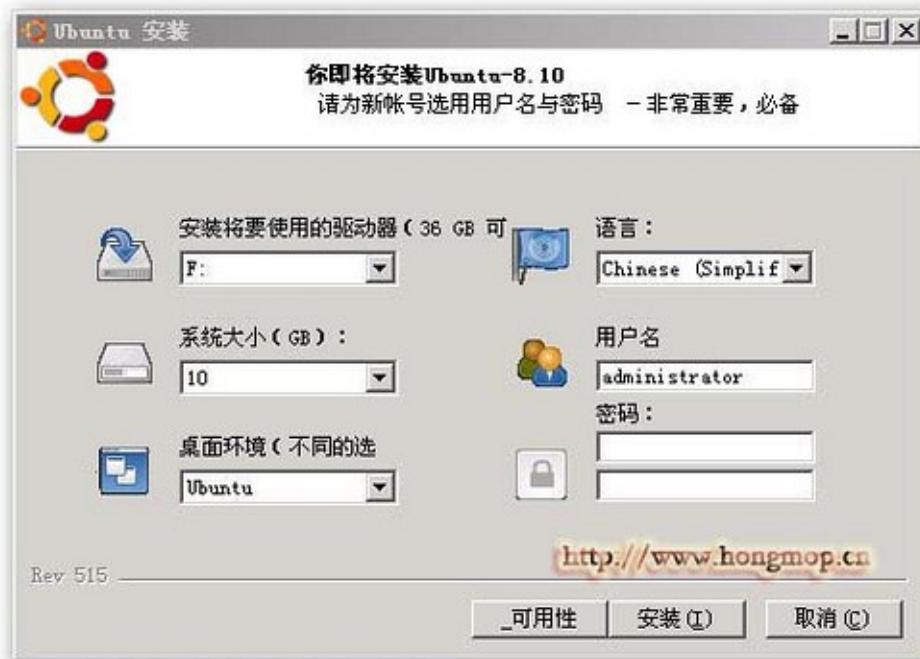 Ubuntu 安装
你即将安装Ubuntu-8.10
请为新帐号选用用户名与密码 -非常重要，必备
安装将要使用的驱动器(36 GB 可
F:
语言：
Chinese (Simplif
系统大小(GB)：
10
用户名
administrator
密码：
桌面环境(不同的选
Ubuntu
http://www.hongmop.cn
Rev 515
_可用性
安装(I)
取消(C)